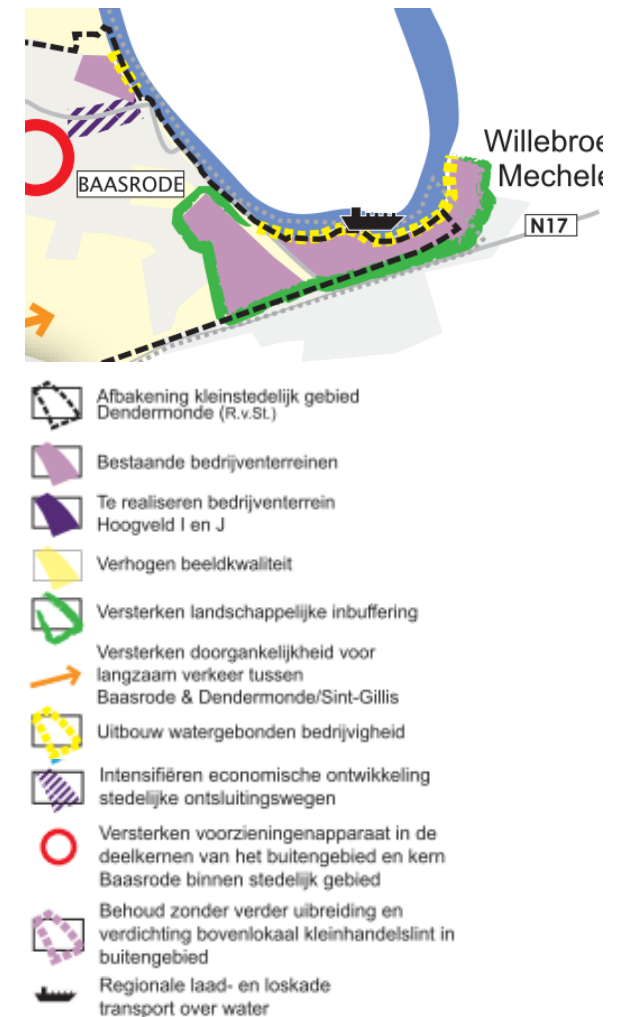 Willebroe
Mechele
BAASRODE
N17
Afbakening kleinstedelijk gebied
Dendermonde (R.v.St.)
Bestaande bedrijventerreinen
Te realiseren bedrijventerrein
Hoogveld I en J
Verhogen beeldkwaliteit
Versterken landschappelijke inbuffering
Versterken doorgankelijkheid voor
langzaam verkeer tussen
Baasrode & Dendermonde/Sint-Gillis
Uitbouw watergebonden bedrijvigheid
Intensifiëren economische ontwikkeling
stedelijke ontsluitingswegen
Versterken voorzieningenapparaat in de
deelkernen van het buitengebied en kern
Baasrode binnen stedelijk gebied
Behoud zonder verder uibreiding en
verdichting bovenlokaal kleinhandelslint in
buitengebied
Regionale laad- en loskade
transport over water